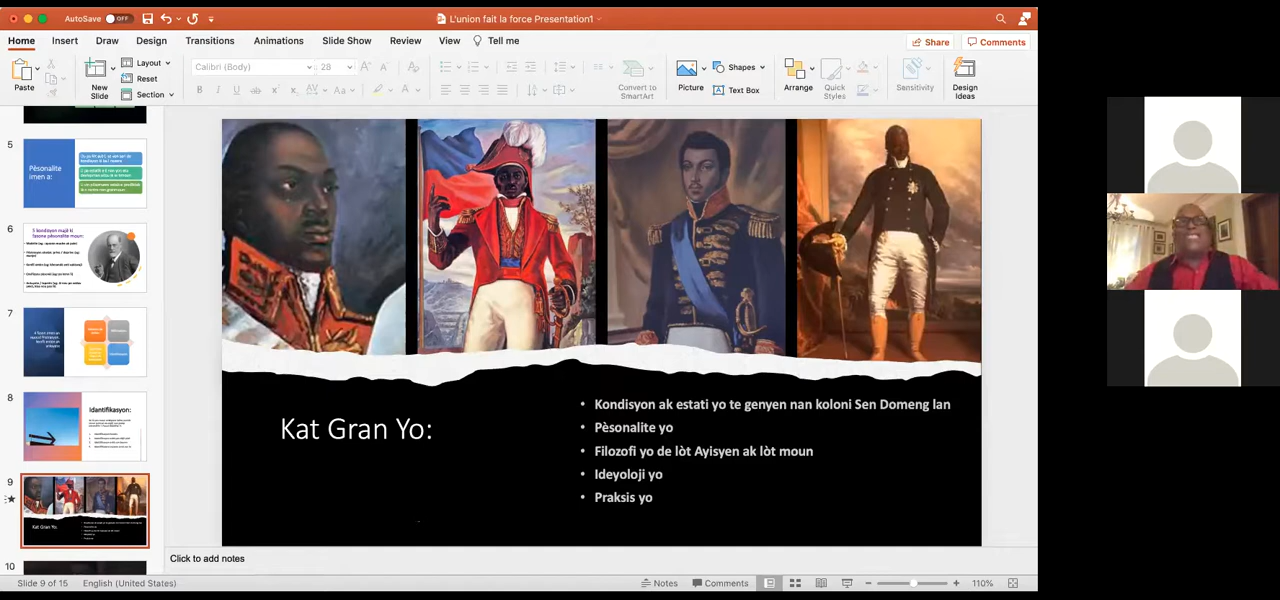 AutoSave OFF
L'union fait la force Presentation1
Home Insert Draw Design Transitions Animations Slide Show Review View Tell me
Share Comments
Paste
New Slide
Layout
Reset
Section
Calibri (Body) 28
Convert to SmartArt
Picture
Shapes
Text Box
Arrange
Quick Styles
Sensitivity
Design Ideas
5
Pèsonalite imen a:
6
7
8
Idantifikasyon:
9
Kat Gran Yo:
10
Kat Gran Yo:
• Kondisyon ak estati yo te genyen nan koloni Sen Domeng lan
• Pèsonalite yo
• Filozofi yo de lòt Ayisyen ak lòt moun
• Ideyoloji yo
• Praksis yo
Click to add notes
Slide 9 of 15 English (United States) Notes Comments 110%